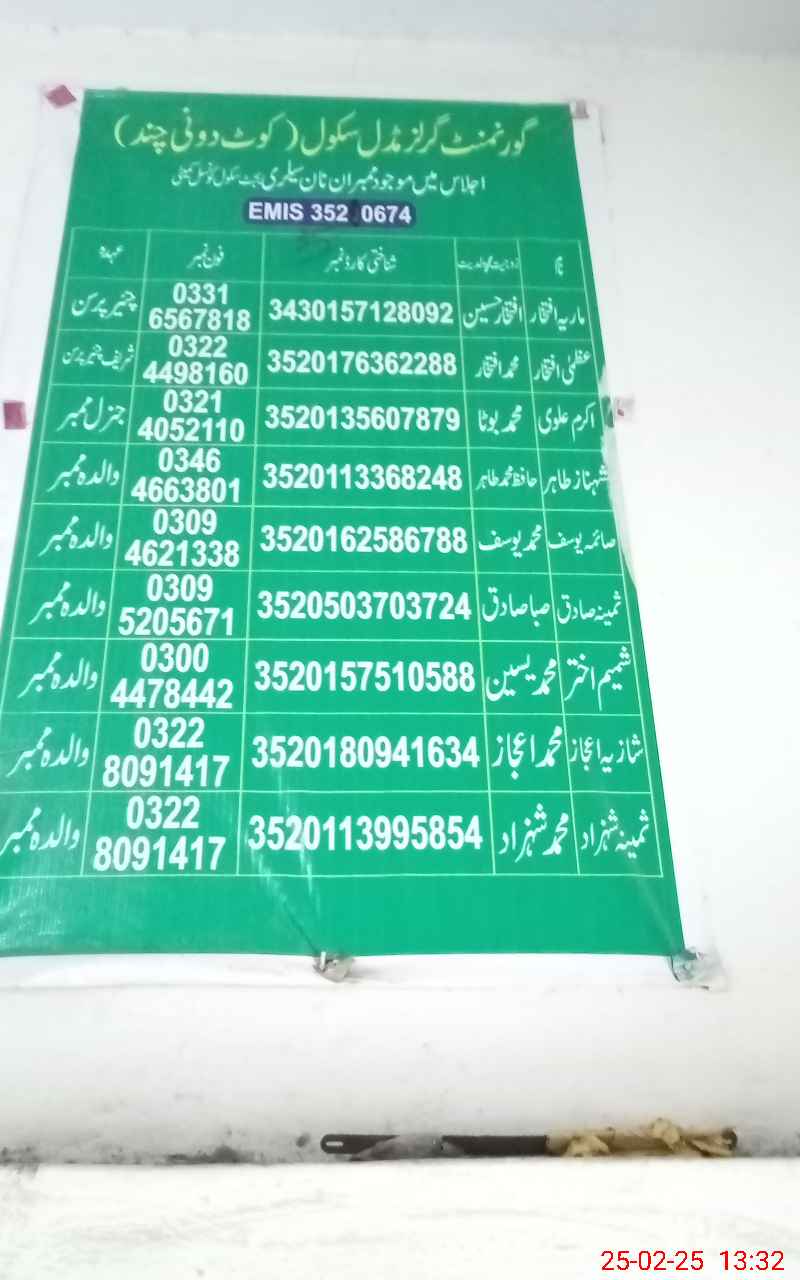 گورنمنٹ گرلز مڈل سکول (کوٹ دونی چند)
اجلاس میں موجود ممبران نان سیلری بجٹ سکول کونسل کمیٹی
EMIS 352 0674
نام زوجیت/ولدیت شناختی کارڈ نمبر فون نمبر عہدہ
ماریہ افتخار افتخار حسین 3430157128092 0331 6567818 چئیر پرسن
عظمیٰ افتخار محمد افتخار 3520176362288 0322 4498160 چئیر پرسن
اکرم علوی محمد بوٹا 3520135607879 0321 4052110 جنرل ممبر
شہناز طاہر حافظ محمد طاہر 3520113368248 0346 4663801 والدہ ممبر
صائمہ یوسف محمد یوسف 3520162586788 0309 4621338 والدہ ممبر
ثمینہ صادق صبا صادق 3520503703724 0309 5205671 والدہ ممبر
شمیم اختر محمد یسین 3520157510588 0300 4478442 والدہ ممبر
شازیہ اعجاز محمد اعجاز 3520180941634 0322 8091417 والدہ ممبر
ثمینہ شہزاد محمد شہزاد 3520113995854 0322 8091417 والدہ ممبر
25-02-25 13:32